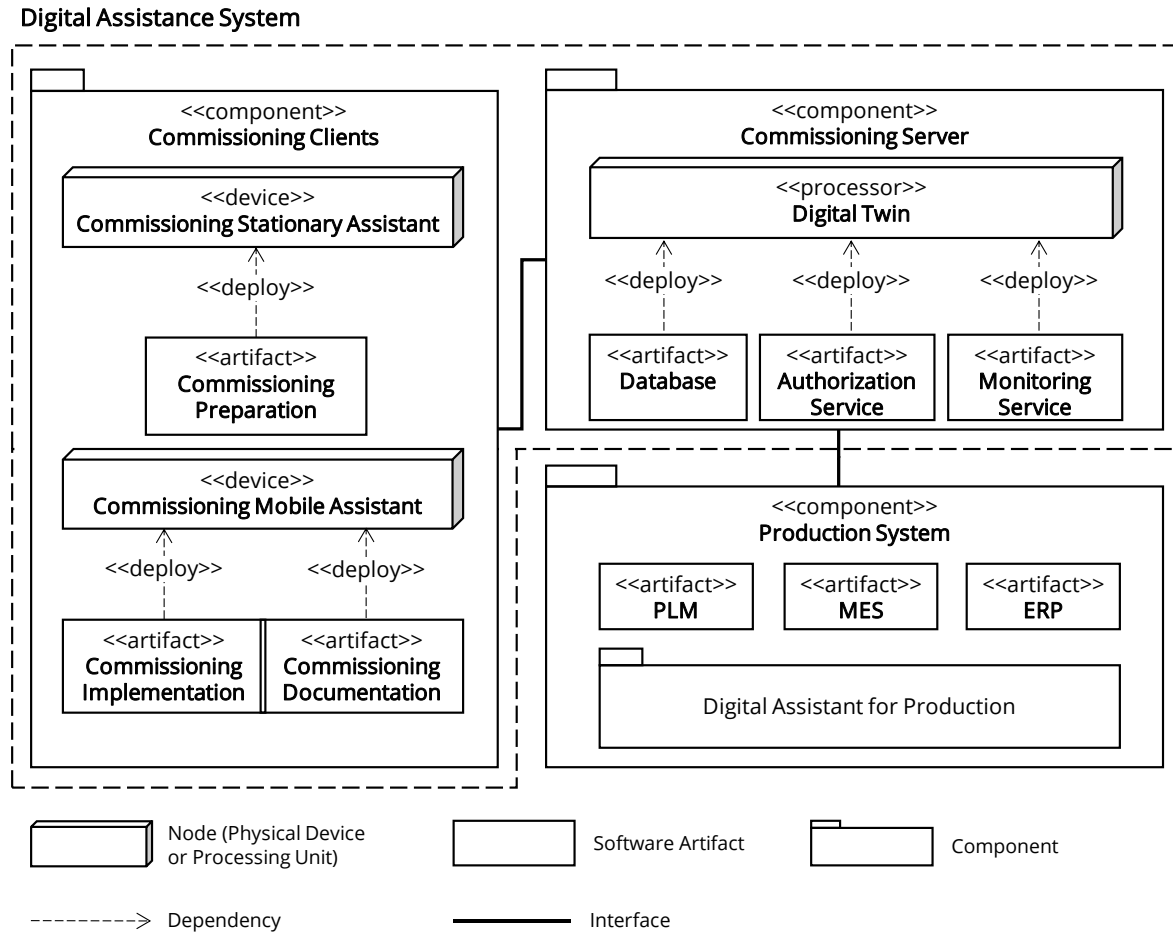 Digital Assistance System
<<component>>
Commissioning Clients
<<device>>
Commissioning Stationary Assistant
<<deploy>>
<<artifact>>
Commissioning
Preparation
<<device>>
Commissioning Mobile Assistant
<<deploy>>
<<deploy>>
<<artifact>>
Commissioning
Implementation
<<artifact>>
Commissioning
Documentation
<<component>>
Commissioning Server
<<processor>>
Digital Twin
<<deploy>>
<<deploy>>
<<deploy>>
<<artifact>>
Database
<<artifact>>
Authorization
Service
<<artifact>>
Monitoring
Service
<<component>>
Production System
<<artifact>>
PLM
<<artifact>>
MES
<<artifact>>
ERP
Digital Assistant for Production
Node (Physical Device
or Processing Unit)
Software Artifact
Component
Dependency
Interface